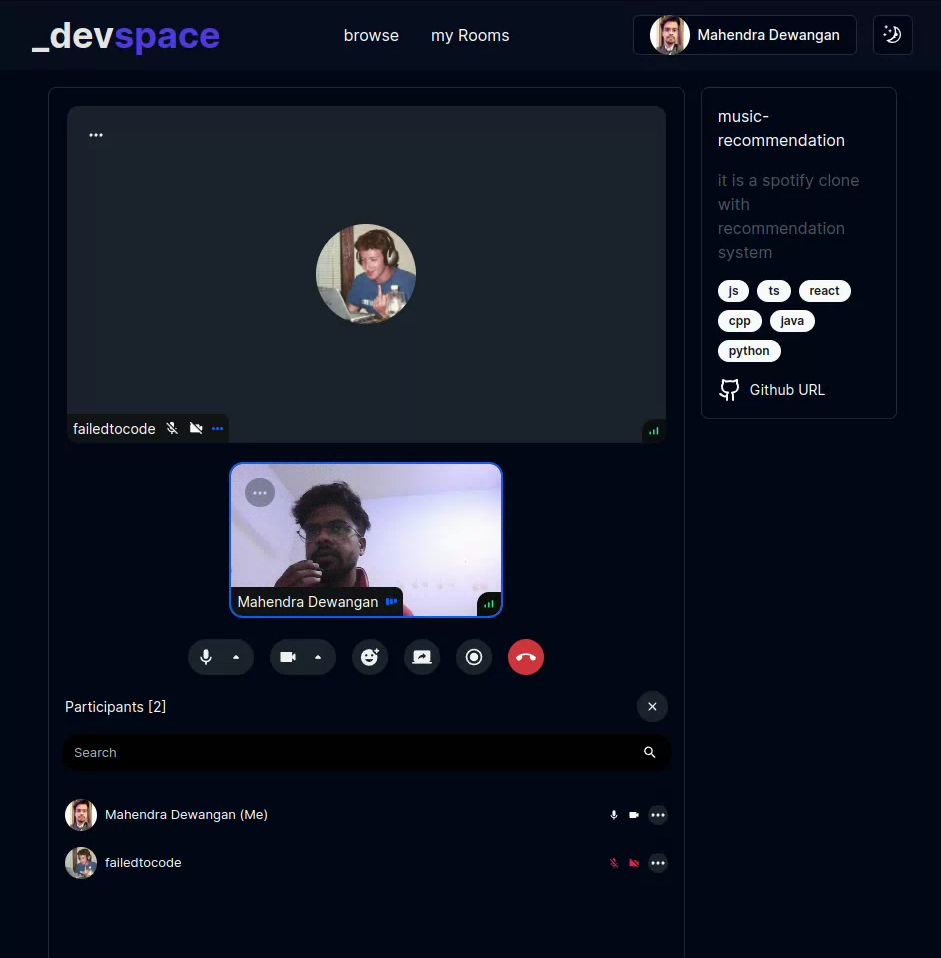 _devspace
browse
my Rooms
Mahendra Dewangan
music-
recommendation
it is a spotify clone
with
recommendation
system
js
ts
react
cpp
java
python
Github URL
failedtocode
Mahendra Dewangan
Participants [2]
Search
Mahendra Dewangan (Me)
failedtocode